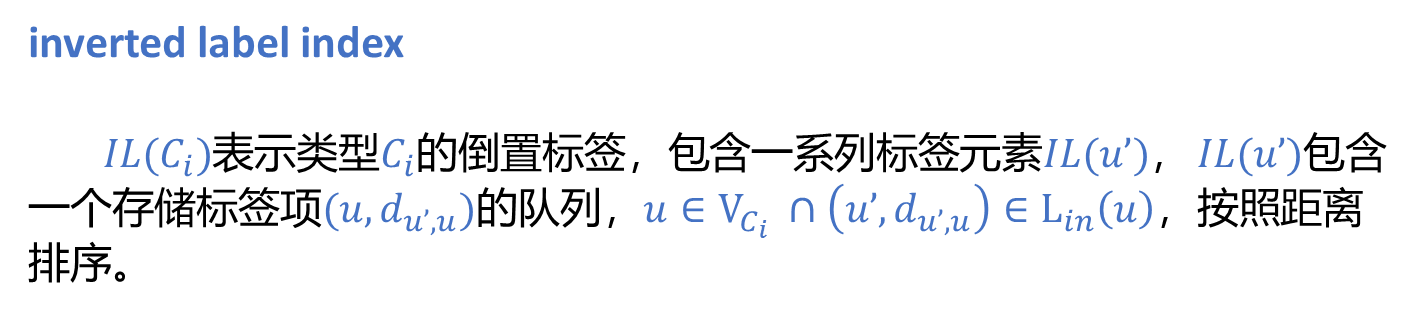 inverted label index
IL(C_i)表示类型C_i的倒置标签，包含一系列标签元素IL(u’)，IL(u’)包含
一个存储标签项(u, d_{u’,u})的队列，u ∈ V_{C_i} ∩ (u’, d_{u’,u}) ∈ L_{in}(u)，按照距离
排序。